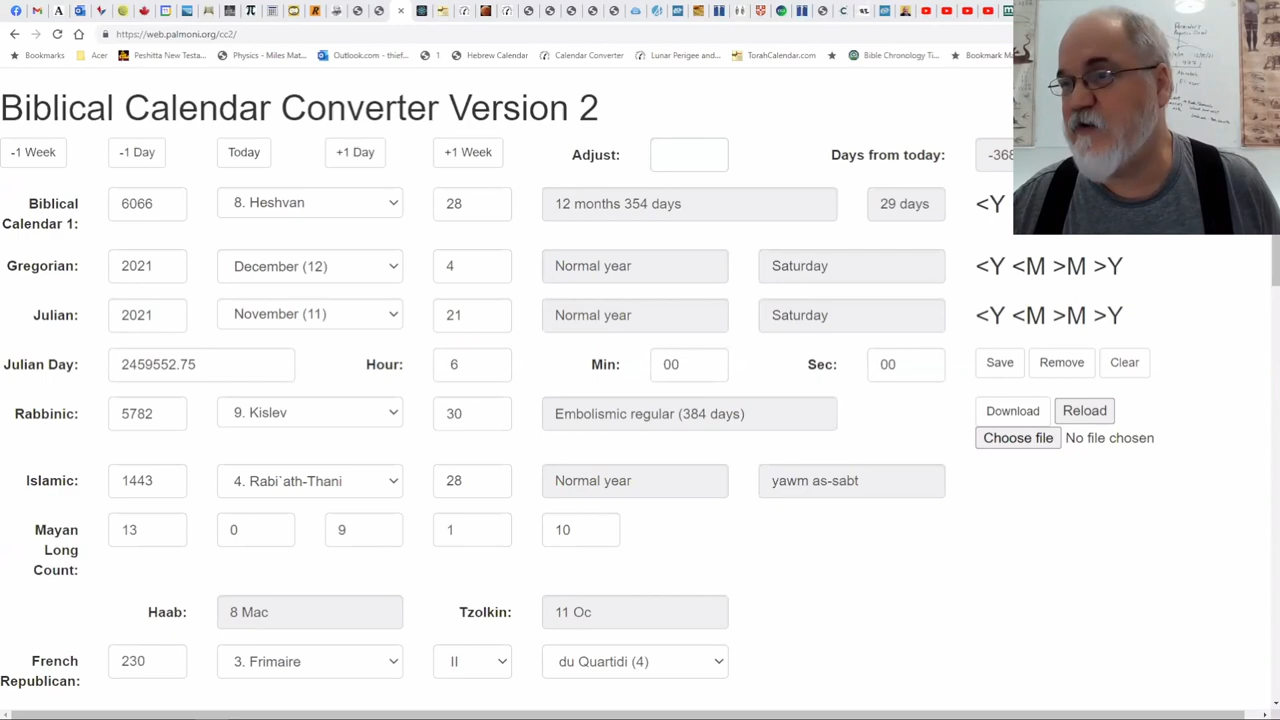 web.palmoni.org/cc2/
Bookmarks Acer Peshitta New Testa... Physics - Miles Mat... Outlook.com - thief... 1 Hebrew Calendar Calendar Converter Lunar Perigee and... TorahCalendar.com Bible Chronology Ti... Bookmark M
Biblical Calendar Converter Version 2
-1 Week -1 Day Today +1 Day +1 Week Adjust: Days from today: -368
Biblical Calendar 1: 6066 8. Heshvan 28 12 months 354 days 29 days <Y
Gregorian: 2021 December (12) 4 Normal year Saturday <Y <M >M >Y
Julian: 2021 November (11) 21 Normal year Saturday <Y <M >M >Y
Julian Day: 2459552.75 Hour: 6 Min: 00 Sec: 00 Save Remove Clear
Rabbinic: 5782 9. Kislev 30 Embolismic regular (384 days) Download Reload
Choose file No file chosen
Islamic: 1443 4. Rabi`ath-Thani 28 Normal year yawm as-sabt
Mayan Long Count: 13 0 9 1 10
Haab: 8 Mac Tzolkin: 11 Oc
French Republican: 230 3. Frimaire II du Quartidi (4)